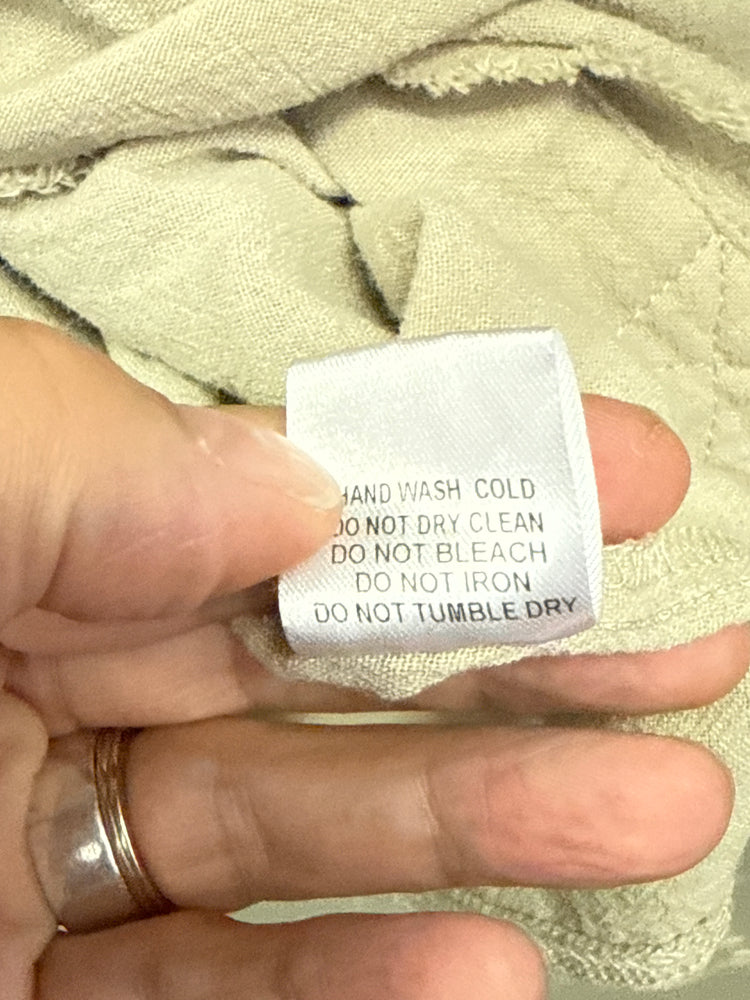 HAND WASH COLD
DO NOT DRY CLEAN
DO NOT BLEACH
DO NOT IRON
DO NOT TUMBLE DRY